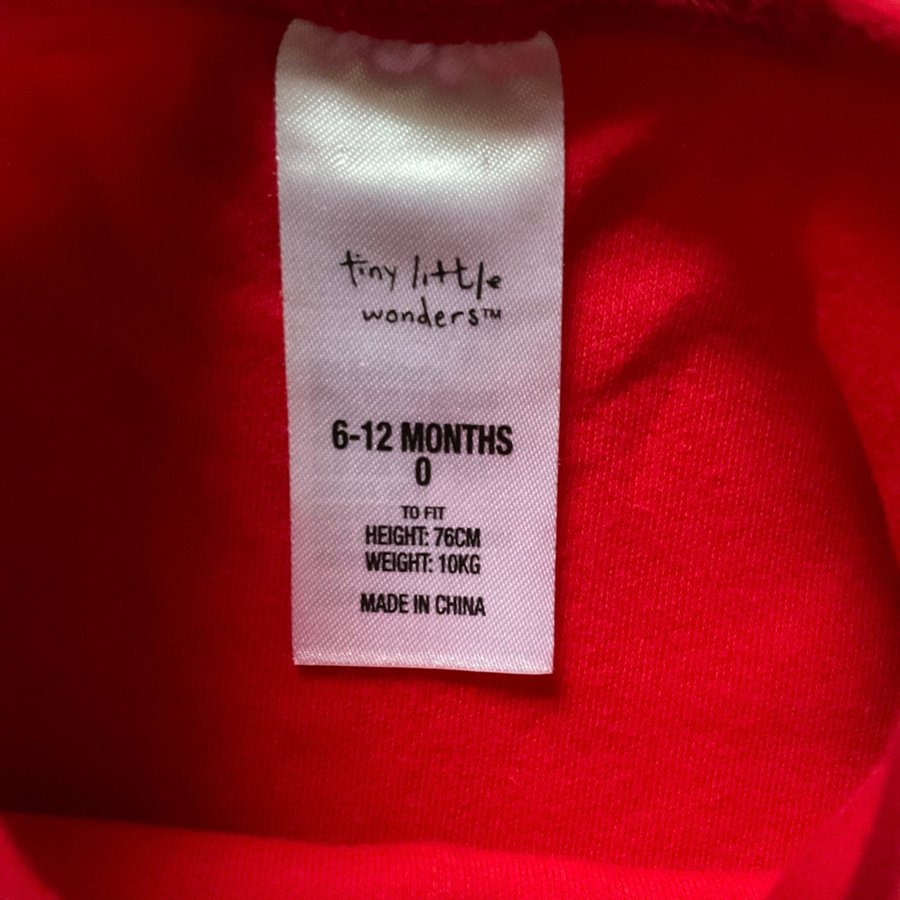 tiny little
wonders™
6-12 MONTHS
0
TO FIT
HEIGHT: 76CM
WEIGHT: 10KG
MADE IN CHINA